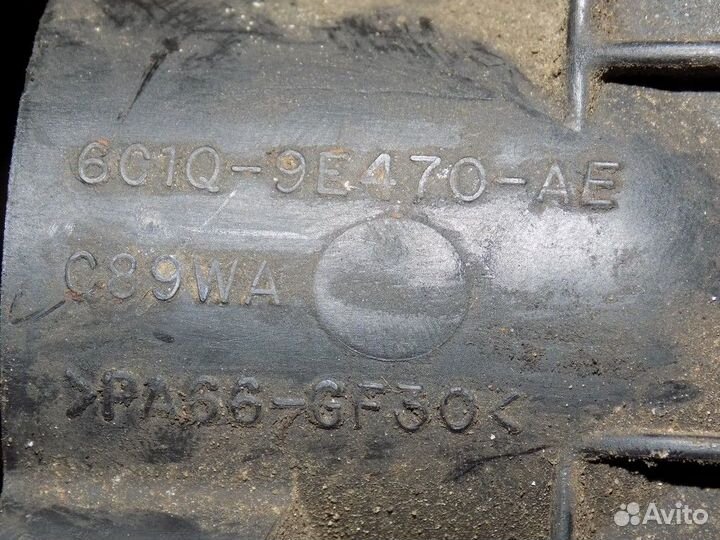 6C1Q-9E470-AE
C89WA
>PA66-GF30<
Avito